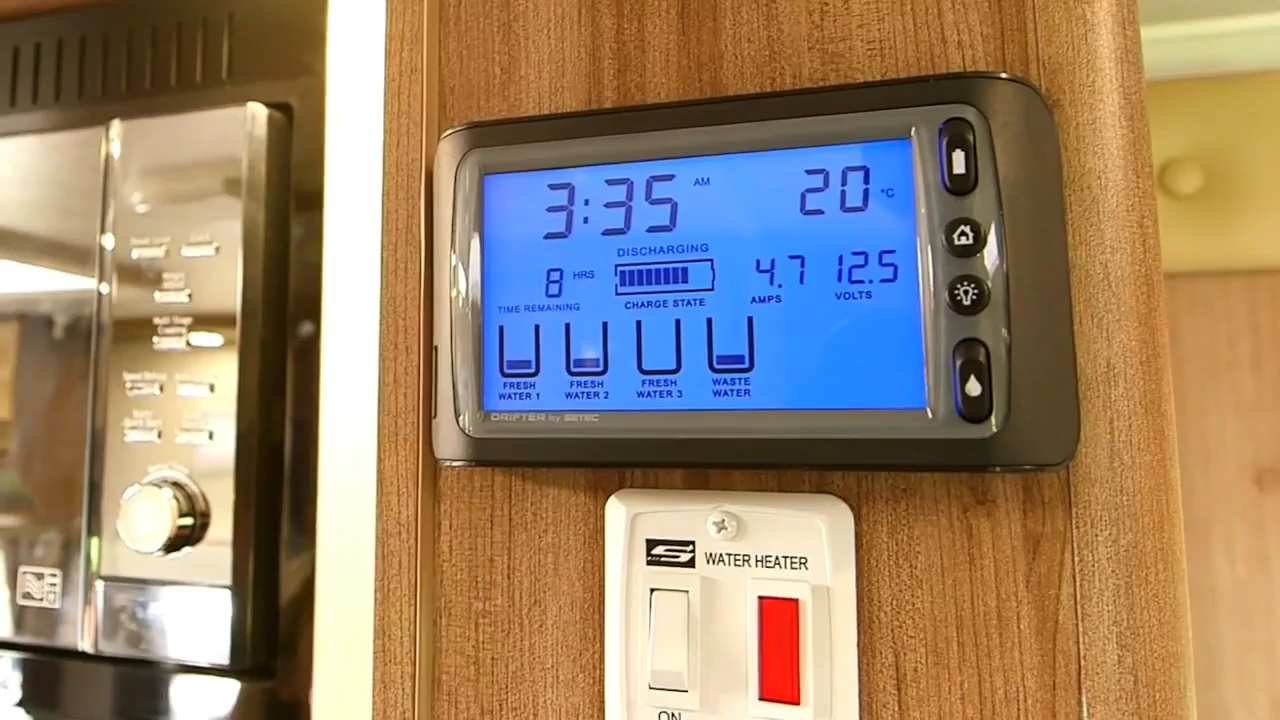 3:35 AM 20 °C
DISCHARGING
8 HRS 4.7 12.5
TIME REMAINING CHARGE STATE AMPS VOLTS
FRESH WATER 1
FRESH WATER 2
FRESH WATER 3
WASTE WATER
DRIFTER by SETEC
WATER HEATER
ON